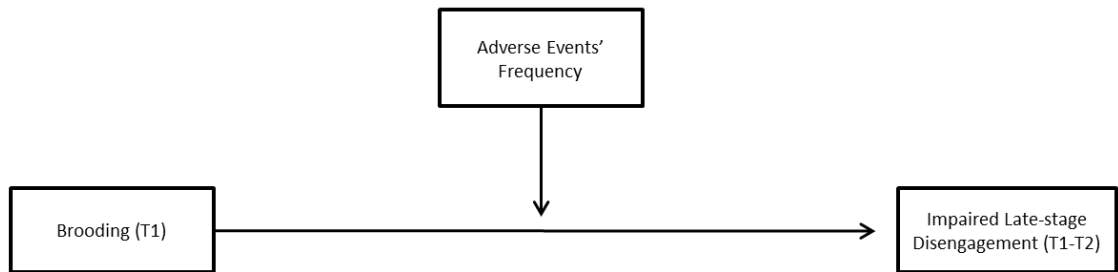 Adverse Events’
Frequency
Brooding (T1)
Impaired Late-stage
Disengagement (T1-T2)